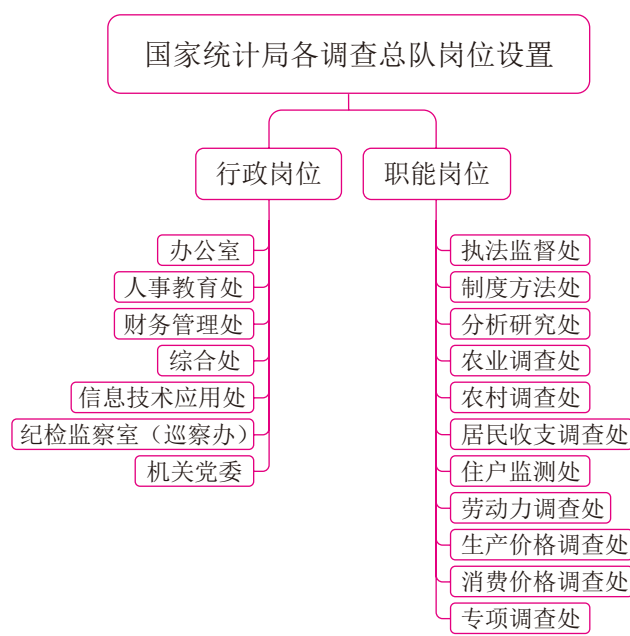 国家统计局各调查总队岗位设置
行政岗位
职能岗位
办公室
人事教育处
财务管理处
综合处
信息技术应用处
纪检监察室（巡察办）
机关党委
执法监督处
制度方法处
分析研究处
农业调查处
农村调查处
居民收支调查处
住户监测处
劳动力调查处
生产价格调查处
消费价格调查处
专项调查处